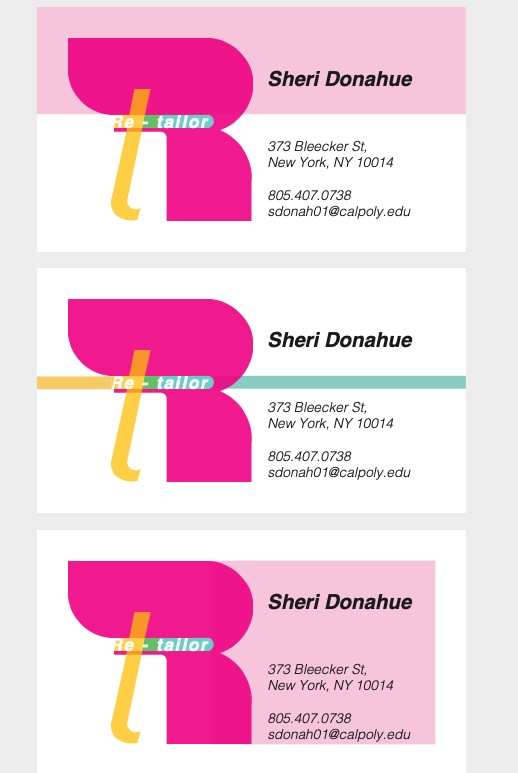 Sheri Donahue
Re - tailor
373 Bleecker St,
New York, NY 10014
805.407.0738
sdonah01@calpoly.edu
Sheri Donahue
Re - tailor
373 Bleecker St,
New York, NY 10014
805.407.0738
sdonah01@calpoly.edu
Sheri Donahue
Re - tailor
373 Bleecker St,
New York, NY 10014
805.407.0738
sdonah01@calpoly.edu